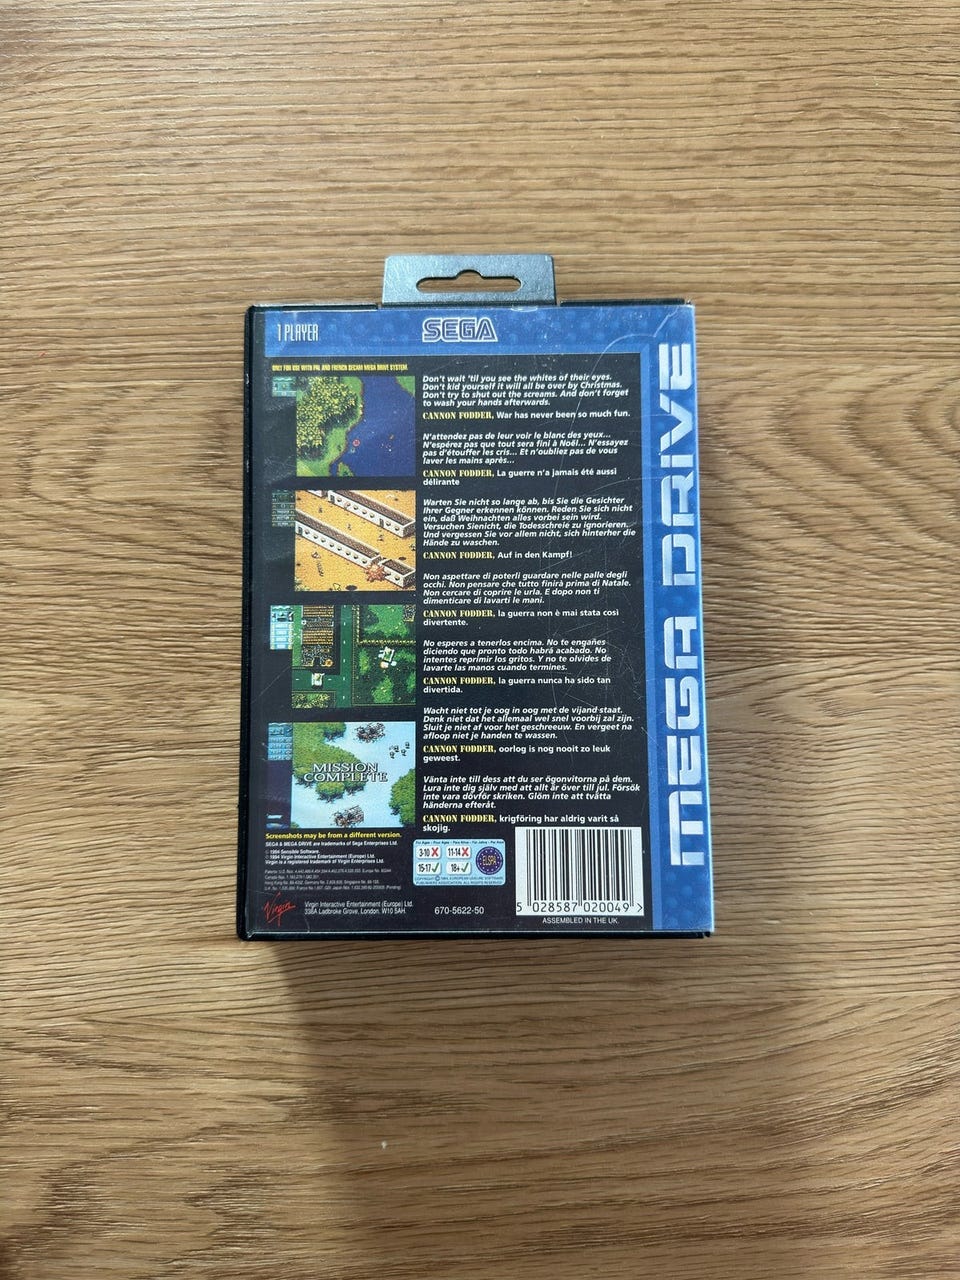 1 PLAYER
SEGA
MEGA DRIVE
ONLY FOR USE WITH PAL AND FRENCH SECAM MEGA DRIVE SYSTEM.
Don't wait 'til you see the whites of their eyes.
Don't kid yourself it will all be over by Christmas.
Don't try to shut out the screams. And don't forget
to wash your hands afterwards.
CANNON FODDER, War has never been so much fun.
N'attendez pas de leur voir le blanc des yeux...
N'espérez pas que tout sera fini à Noël... N'essayez
pas d'étouffer les cris... Et n'oubliez pas de vous
laver les mains après...
CANNON FODDER, La guerre n'a jamais été aussi
délirante
Warten Sie nicht so lange ab, bis Sie die Gesichter
Ihrer Gegner erkennen können. Reden Sie sich nicht
ein, daß Weihnachten alles vorbei sein wird.
Versuchen Sienicht, die Todesschreie zu ignorieren.
Und vergessen Sie vor allem nicht, sich hinterher die
Hände zu waschen.
CANNON FODDER, Auf in den Kampf!
Non aspettare di poterli guardare nelle palle degli
occhi. Non pensare che tutto finirà prima di Natale.
Non cercare di coprire le urla. E dopo non ti
dimenticare di lavarti le mani.
CANNON FODDER, la guerra non è mai stata così
divertente.
No esperes a tenerlos encima. No te engañes
diciendo que pronto todo habrá acabado. No
intentes reprimir los gritos. Y no te olvides de
lavarte las manos cuando termines.
CANNON FODDER, la guerra nunca ha sido tan
divertida.
Wacht niet tot je oog in oog met de vijand staat.
Denk niet dat het allemaal wel snel voorbij zal zijn.
Sluit je niet af voor het geschreeuw. En vergeet na
afloop niet je handen te wassen.
CANNON FODDER, oorlog is nog nooit zo leuk
geweest.
Vänta inte till dess att du ser ögonvitorna på dem.
Lura inte dig själv med att allt är över till jul. Försök
inte vara dövför skriken. Glöm inte att tvätta
händerna efteråt.
CANNON FODDER, krigföring har aldrig varit så
skojig.
MISSION
COMPLETE
Screenshots may be from a different version.
SEGA & MEGA DRIVE are trademarks of Sega Enterprises Ltd.
© 1994 Sensible Software.
© 1994 Virgin Interactive Entertainment (Europe) Ltd.
Virgin is a registered trademark of Virgin Enterprises Ltd.
Virgin
Virgin Interactive Entertainment (Europe) Ltd.
338A Ladbroke Grove, London, W10 5AH.
670-5622-50
3-10 11-14
15-17 18+
ELSPA
5 028587 020049 >
ASSEMBLED IN THE UK.